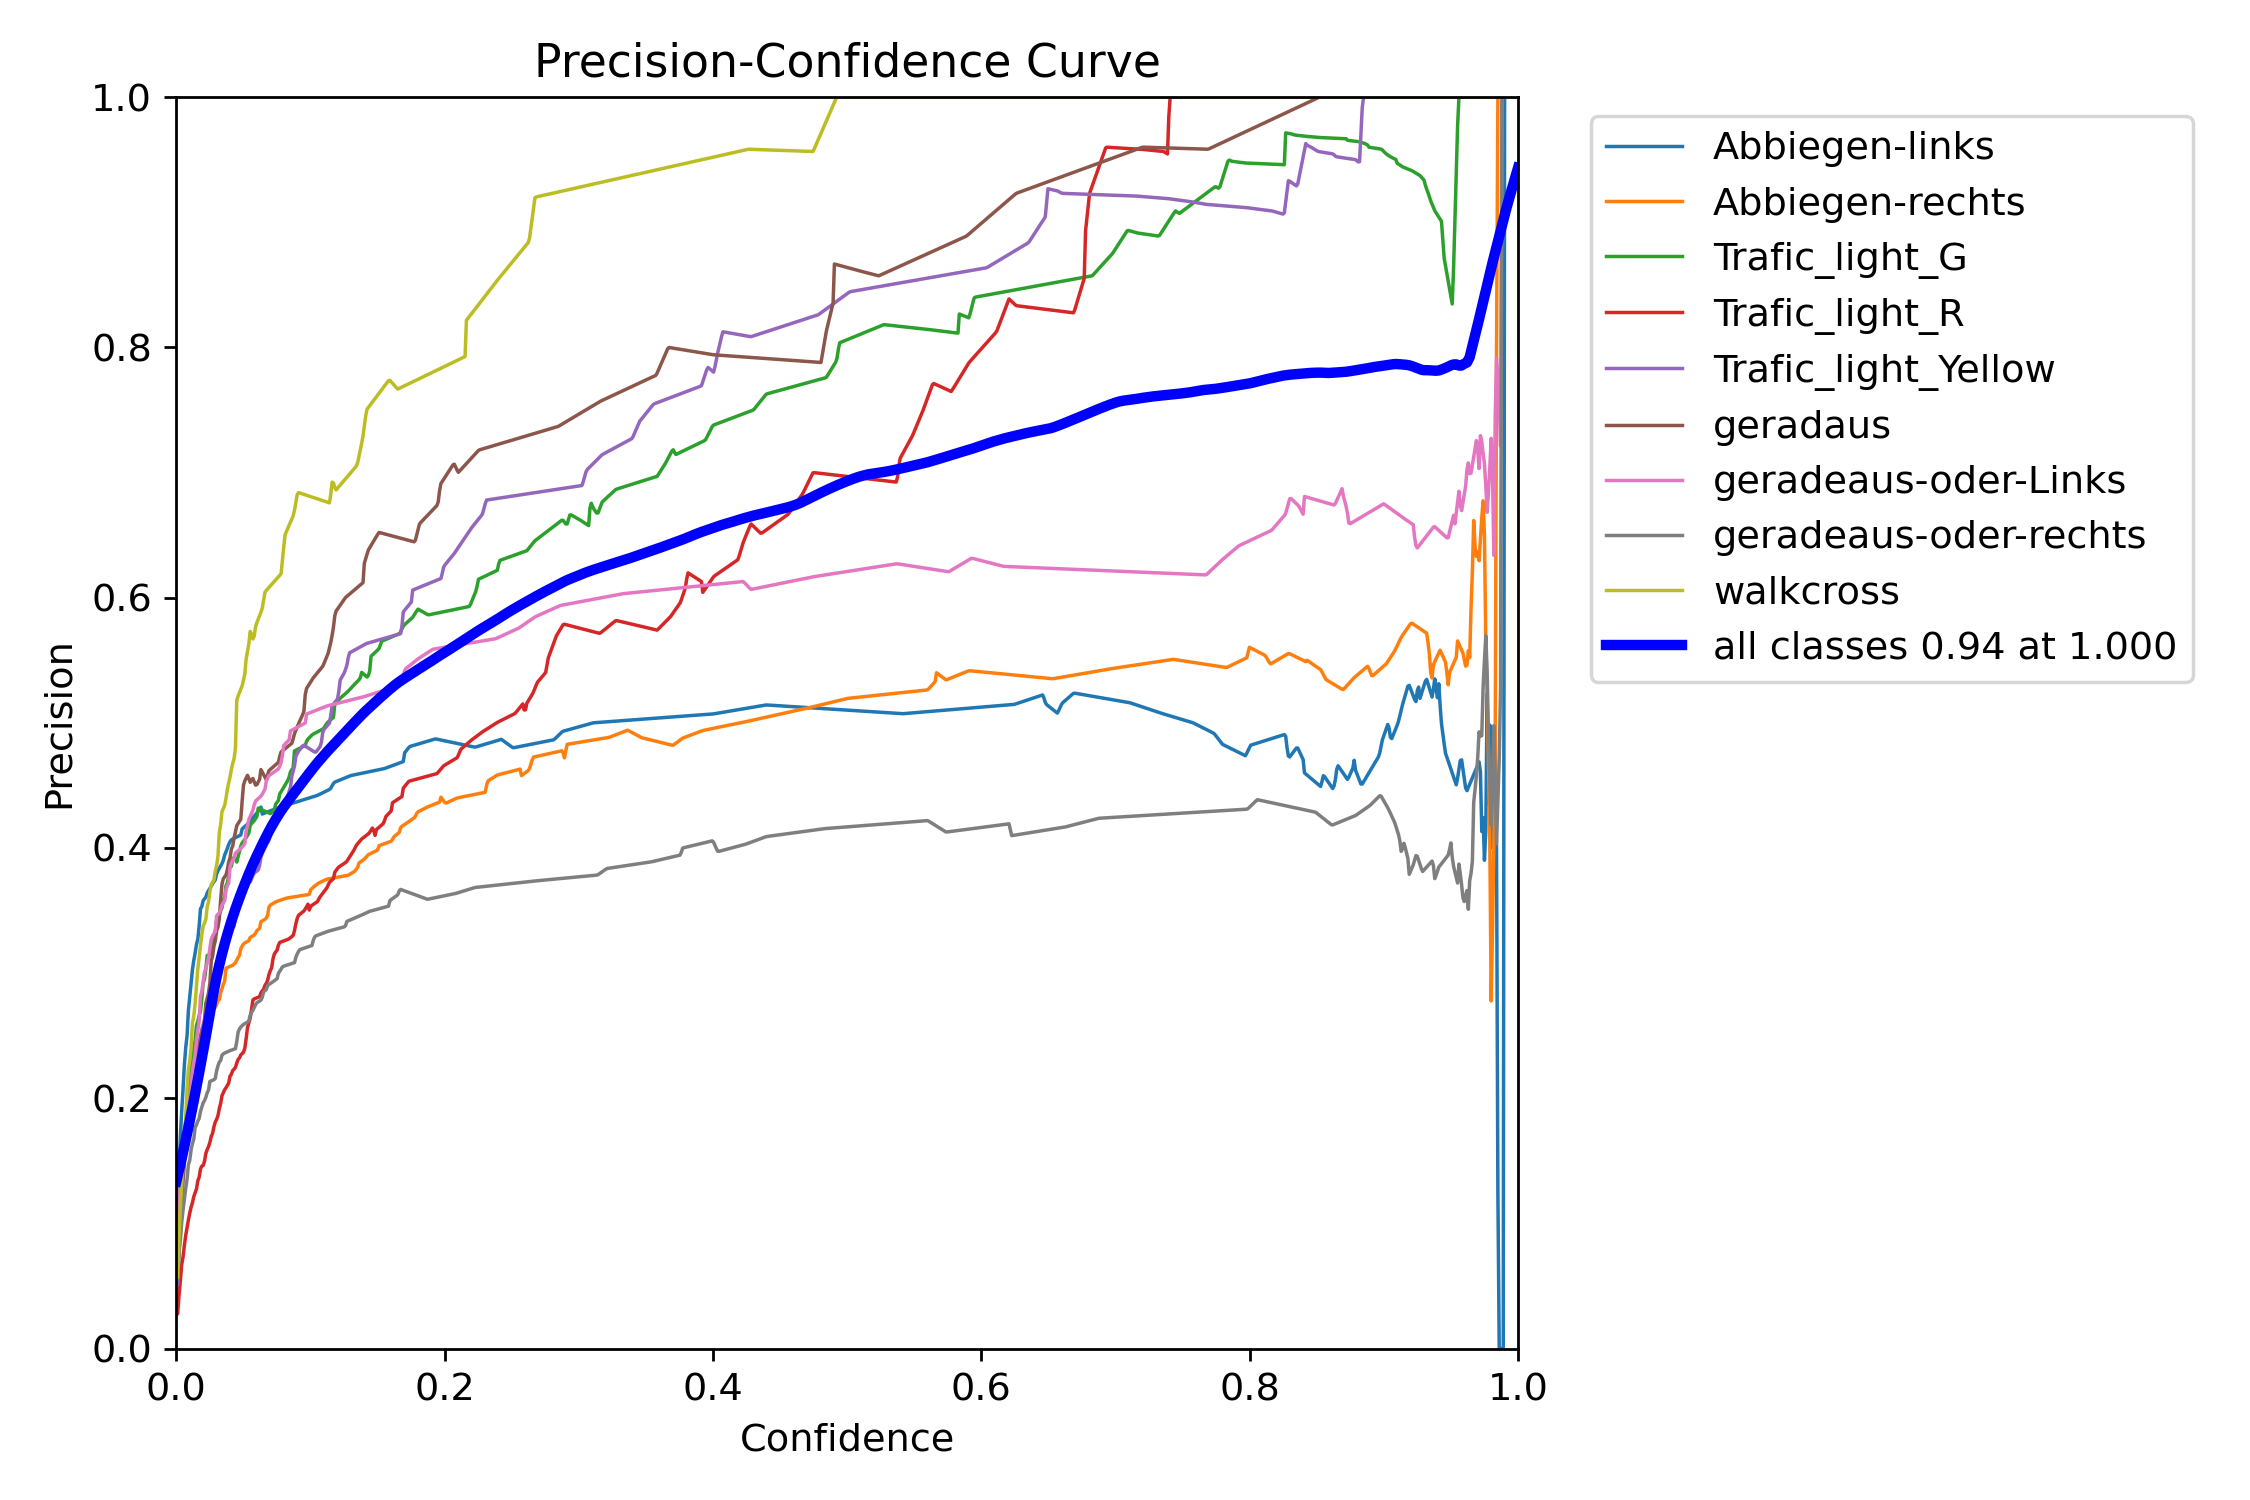 Precision-Confidence Curve
1.0
0.8
0.6
0.4
0.2
0.0
Precision
0.0 0.2 0.4 0.6 0.8 1.0
Confidence
Abbiegen-links
Abbiegen-rechts
Trafic_light_G
Trafic_light_R
Trafic_light_Yellow
geradaus
geradeaus-oder-Links
geradeaus-oder-rechts
walkcross
all classes 0.94 at 1.000